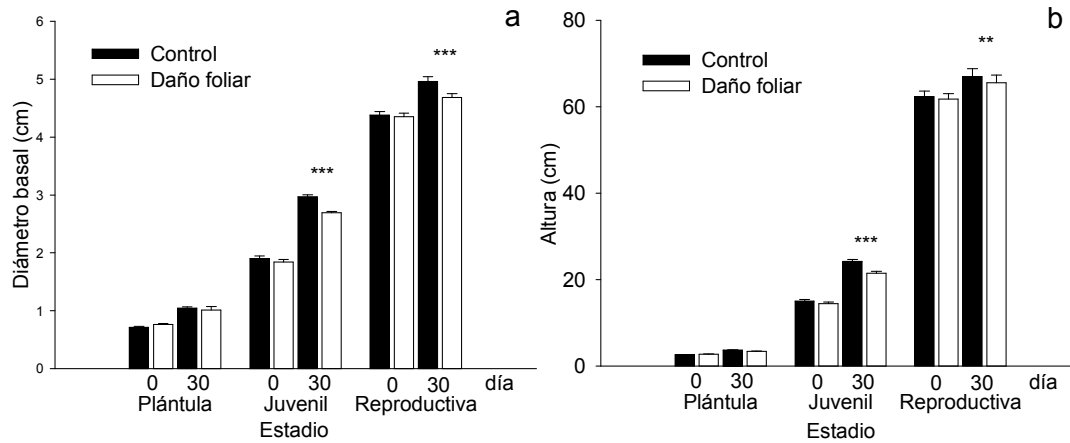 a
6
5
4
3
2
1
0
Diámetro basal (cm)
Control
Daño foliar
***
***
0 30 0 30 0 30 día
Plántula Juvenil Reproductiva
Estadio
b
80
60
40
20
0
Altura (cm)
Control
Daño foliar
**
***
0 30 0 30 0 30 día
Plántula Juvenil Reproductiva
Estadio